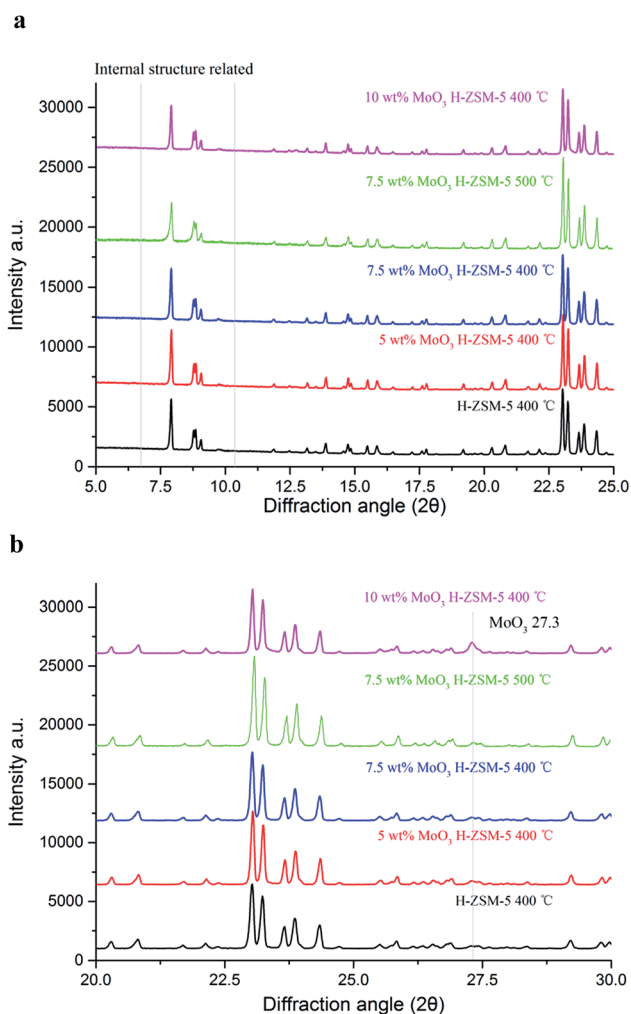 a
Internal structure related
30000
25000
20000
15000
10000
5000
0
Intensity a.u.
10 wt% MoO3 H-ZSM-5 400 ℃
7.5 wt% MoO3 H-ZSM-5 500 ℃
7.5 wt% MoO3 H-ZSM-5 400 ℃
5 wt% MoO3 H-ZSM-5 400 ℃
H-ZSM-5 400 ℃
5.0 7.5 10.0 12.5 15.0 17.5 20.0 22.5 25.0
Diffraction angle (2θ)
b
30000
25000
20000
15000
10000
5000
0
Intensity a.u.
10 wt% MoO3 H-ZSM-5 400 ℃
MoO3 27.3
7.5 wt% MoO3 H-ZSM-5 500 ℃
7.5 wt% MoO3 H-ZSM-5 400 ℃
5 wt% MoO3 H-ZSM-5 400 ℃
H-ZSM-5 400 ℃
20.0 22.5 25.0 27.5 30.0
Diffraction angle (2θ)